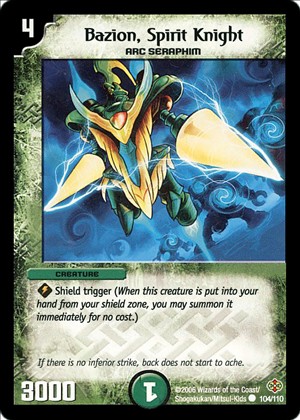 4
Bazion, Spirit Knight
ARC SERAPHIM
CREATURE
Shield trigger (When this creature is put into your
hand from your shield zone, you may summon it
immediately for no cost.)
If there is no inferior strike, back does not start to ache.
3000
1
©2006 Wizards of the Coast/
Shogakukan/Mitsui-Kids 104/110